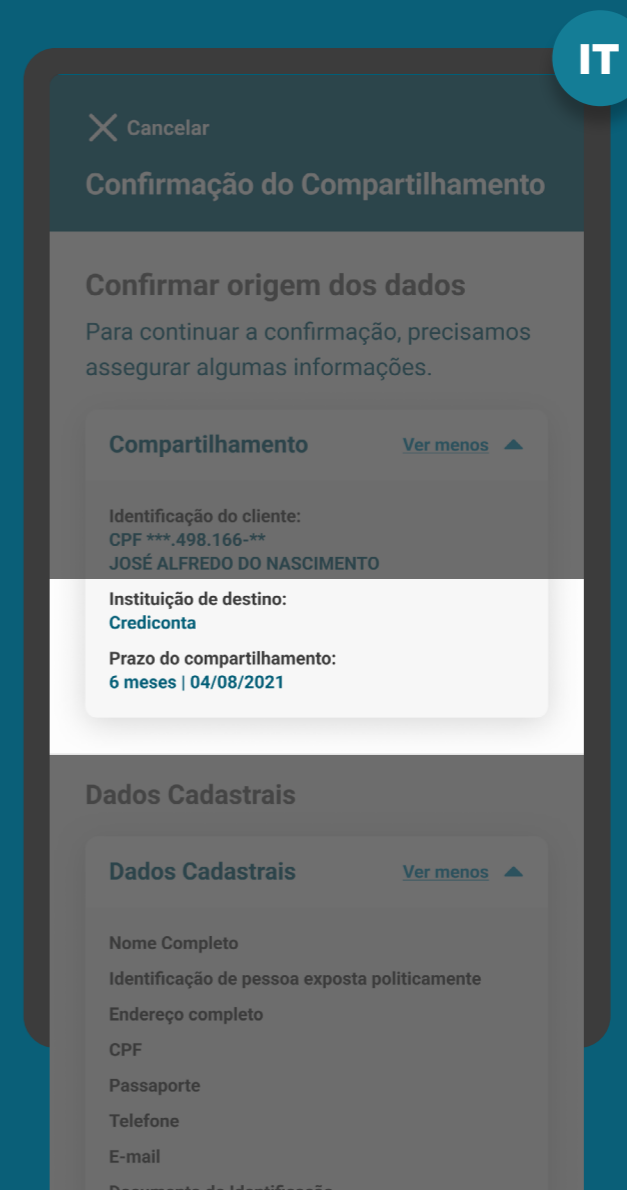 IT
Cancelar
Confirmação do Compartilhamento
Confirmar origem dos dados
Para continuar a confirmação, precisamos
assegurar algumas informações.
Compartilhamento Ver menos
Identificação do cliente:
CPF ***.498.166-**
JOSÉ ALFREDO DO NASCIMENTO
Instituição de destino:
Crediconta
Prazo do compartilhamento:
6 meses | 04/08/2021
Dados Cadastrais
Dados Cadastrais Ver menos
Nome Completo
Identificação de pessoa exposta politicamente
Endereço completo
CPF
Passaporte
Telefone
E-mail
Documento de Identificação